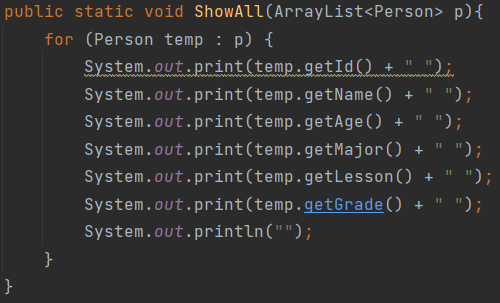 public static void ShowAll(ArrayList<Person> p){
    for (Person temp : p) {
        System.out.print(temp.getId() + " ");
        System.out.print(temp.getName() + " ");
        System.out.print(temp.getAge() + " ");
        System.out.print(temp.getMajor() + " ");
        System.out.print(temp.getLesson() + " ");
        System.out.print(temp.getGrade() + " ");
        System.out.println("");
    }
}